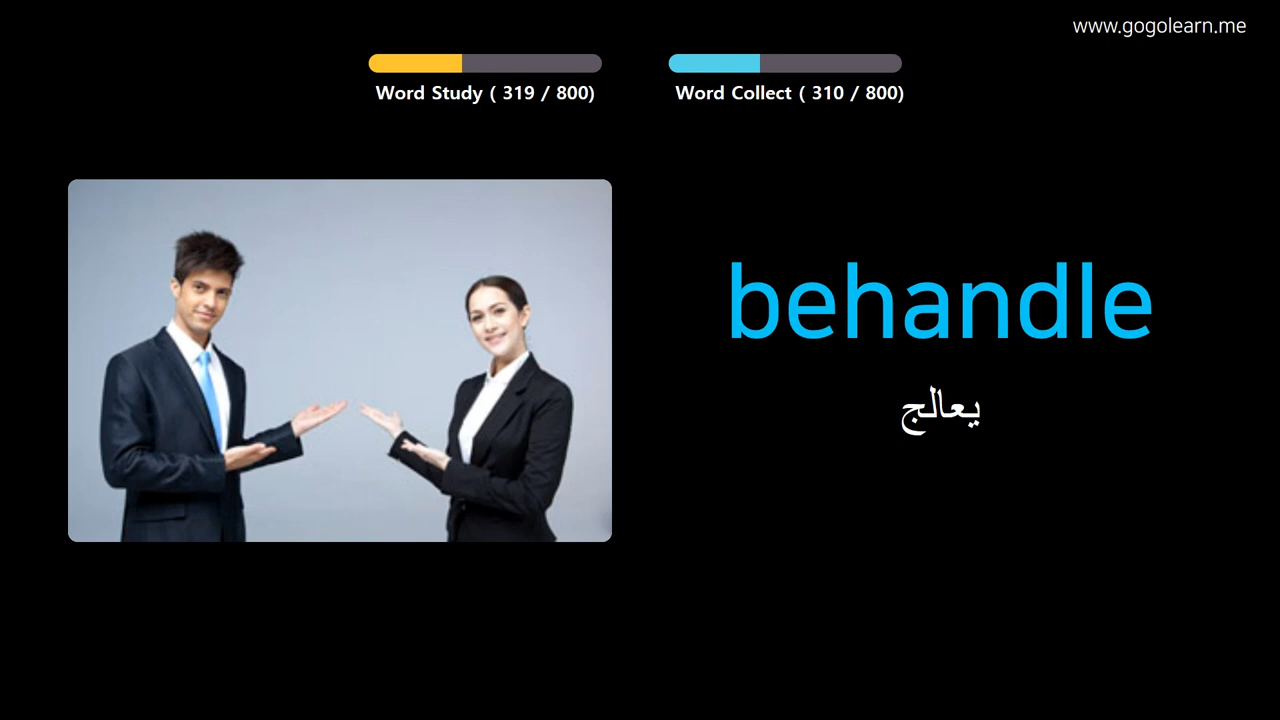 www.gogolearn.me
Word Study ( 319 / 800)
Word Collect ( 310 / 800)
behandle
يعالج